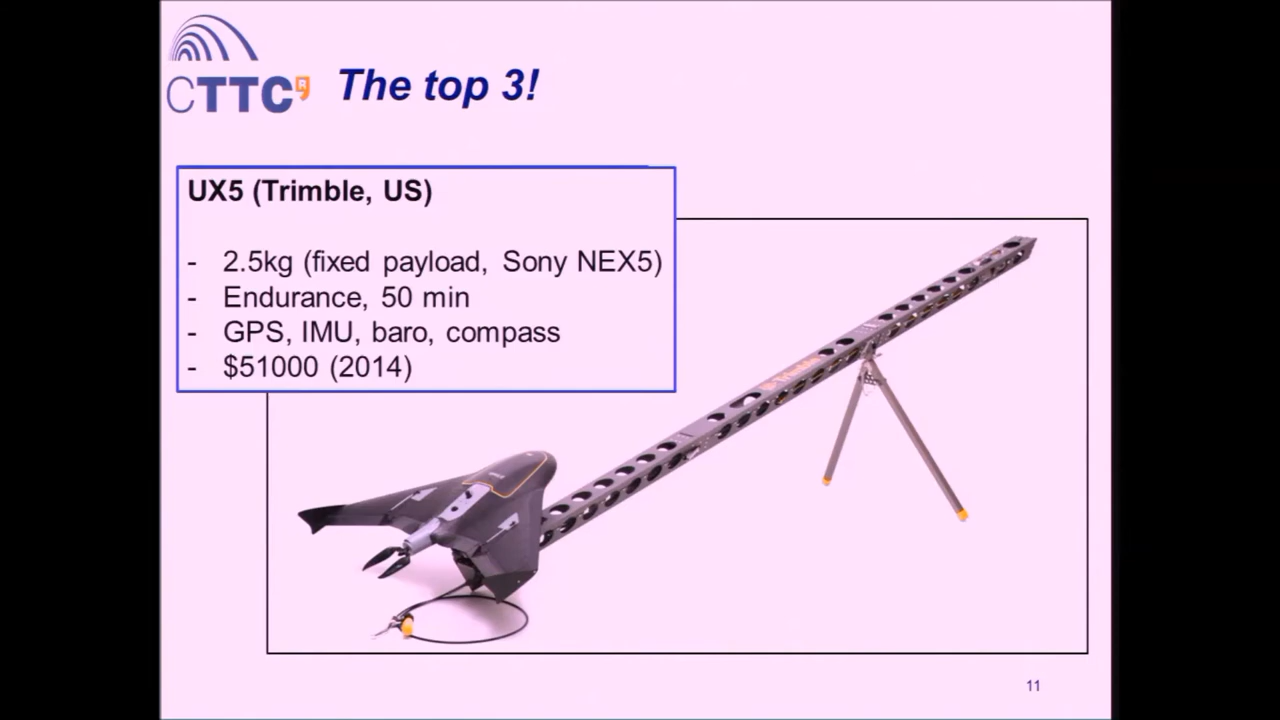 CTTC
The top 3!
UX5 (Trimble, US)
- 2.5kg (fixed payload, Sony NEX5)
- Endurance, 50 min
- GPS, IMU, baro, compass
- $51000 (2014)
Trimble
11